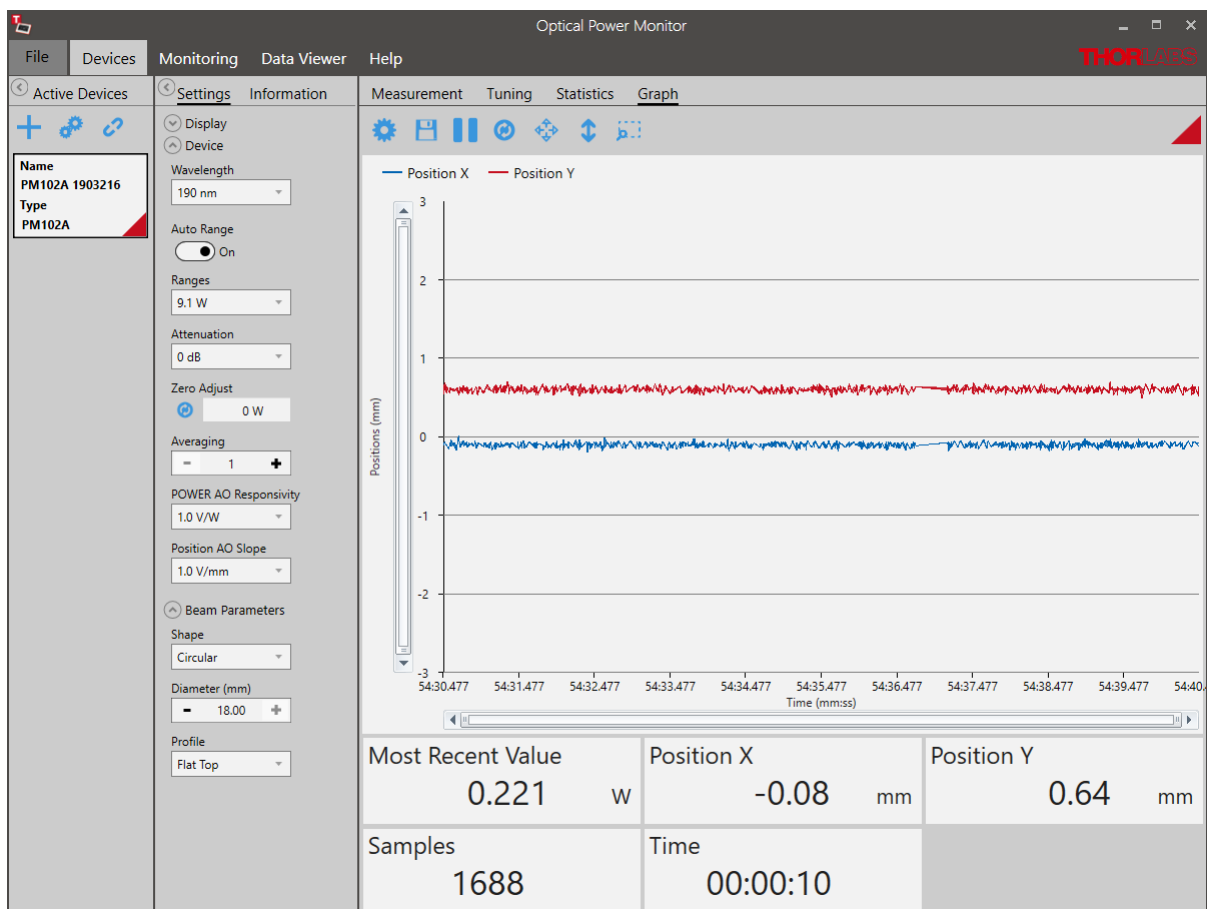 Optical Power Monitor
File Devices Monitoring Data Viewer Help
THORLABS
Active Devices
Name
PM102A 1903216
Type
PM102A
Settings Information
Display
Device
Wavelength
190 nm
Auto Range
On
Ranges
9.1 W
Attenuation
0 dB
Zero Adjust
0 W
Averaging
- 1 +
POWER AO Responsivity
1.0 V/W
Position AO Slope
1.0 V/mm
Beam Parameters
Shape
Circular
Diameter (mm)
- 18.00 +
Profile
Flat Top
Measurement Tuning Statistics Graph
Position X Position Y
Positions (mm)
3
2
1
0
-1
-2
-3
54:30.477 54:31.477 54:32.477 54:33.477 54:34.477 54:35.477 54:36.477 54:37.477 54:38.477 54:39.477 54:40.
Time (mm:ss)
Most Recent Value
0.221 W
Position X
-0.08 mm
Position Y
0.64 mm
Samples
1688
Time
00:00:10